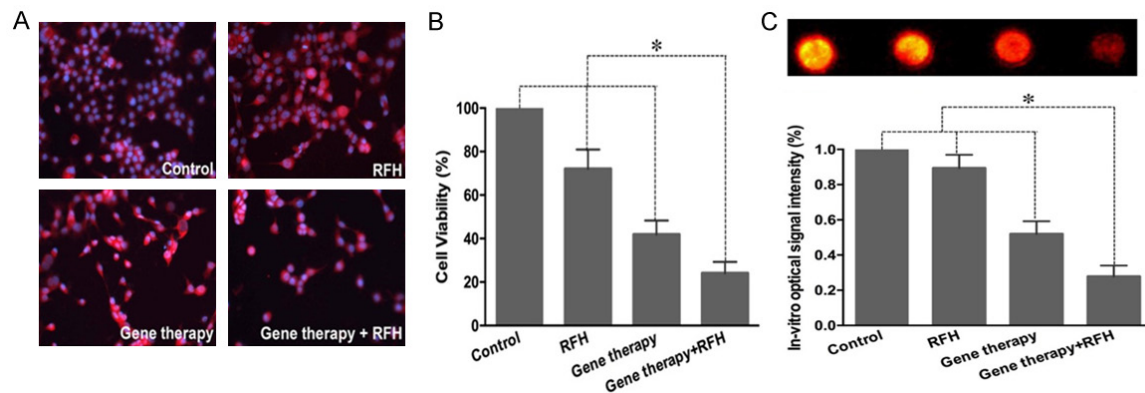 A
Control
RFH
Gene therapy
Gene therapy + RFH
B
*
Cell Viability (%)
100
80
60
40
20
0
Control
RFH
Gene therapy
Gene therapy+RFH
C
*
In-vitro optical signal intensity (%)
1.0
0.8
0.6
0.4
0.2
0.0
Control
RFH
Gene therapy
Gene therapy+RFH